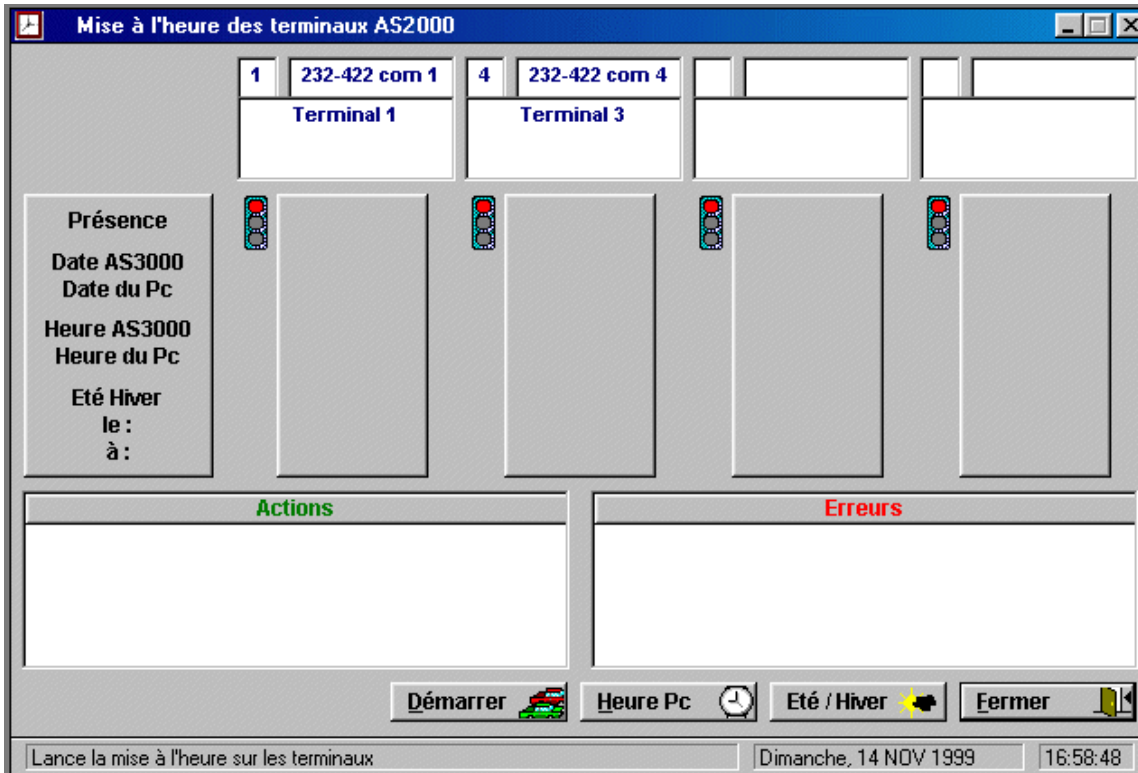 Mise à l'heure des terminaux AS2000
1 232-422 com 1 4 232-422 com 4
Terminal 1 Terminal 3
Présence
Date AS3000
Date du Pc
Heure AS3000
Heure du Pc
Eté Hiver
le :
à :
Actions
Erreurs
Démarrer Heure Pc Eté / Hiver Fermer
Lance la mise à l'heure sur les terminaux Dimanche, 14 NOV 1999 16:58:48